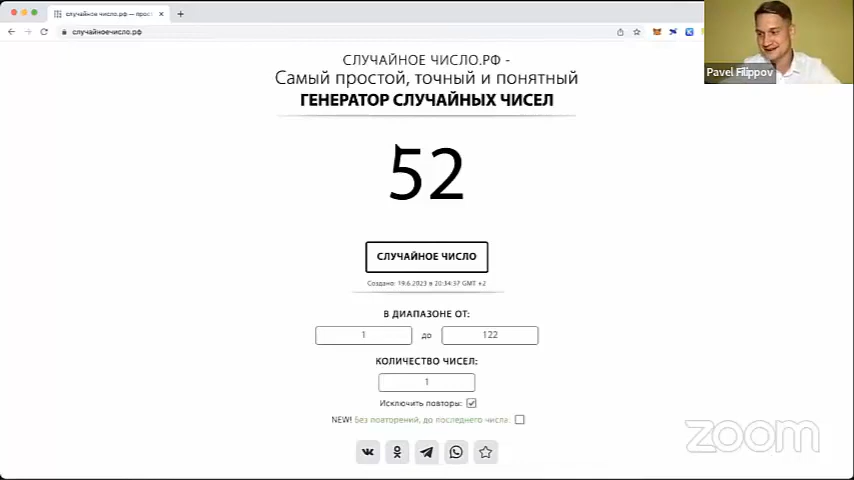 случайное число.рф — прос
случайноечисло.рф
Pavel Filippov
СЛУЧАЙНОЕ ЧИСЛО.РФ -
Самый простой, точный и понятный
ГЕНЕРАТОР СЛУЧАЙНЫХ ЧИСЕЛ
52
СЛУЧАЙНОЕ ЧИСЛО
Создано: 19.6.2023 в 20:34:37 GMT +2
В ДИАПАЗОНЕ ОТ:
1 до 122
КОЛИЧЕСТВО ЧИСЕЛ:
1
Исключить повторы:
NEW! Без повторений, до последнего числа
zoom